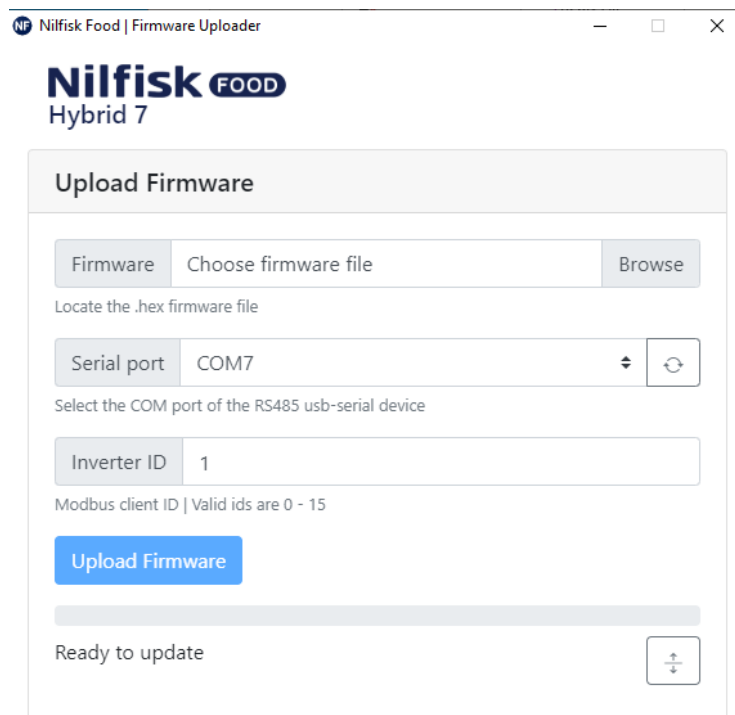 NF Nilfisk Food | Firmware Uploader
Nilfisk FOOD
Hybrid 7
Upload Firmware
Firmware Choose firmware file Browse
Locate the .hex firmware file
Serial port COM7
Select the COM port of the RS485 usb-serial device
Inverter ID 1
Modbus client ID | Valid ids are 0 - 15
Upload Firmware
Ready to update